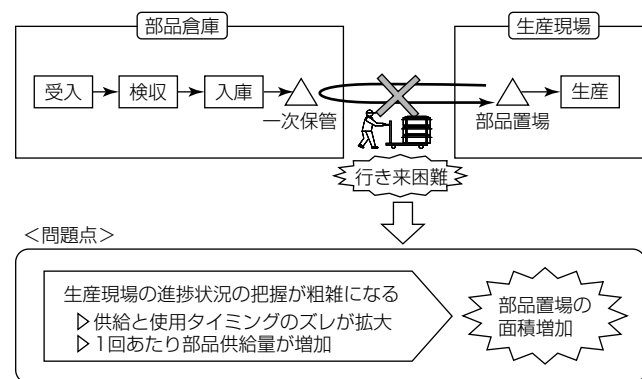 部品倉庫
生産現場
受入
検収
入庫
一次保管
部品置場
生産
行き来困難
＜問題点＞
生産現場の進捗状況の把握が粗雑になる
▷供給と使用タイミングのズレが拡大
▷1回あたり部品供給量が増加
部品置場の
面積増加